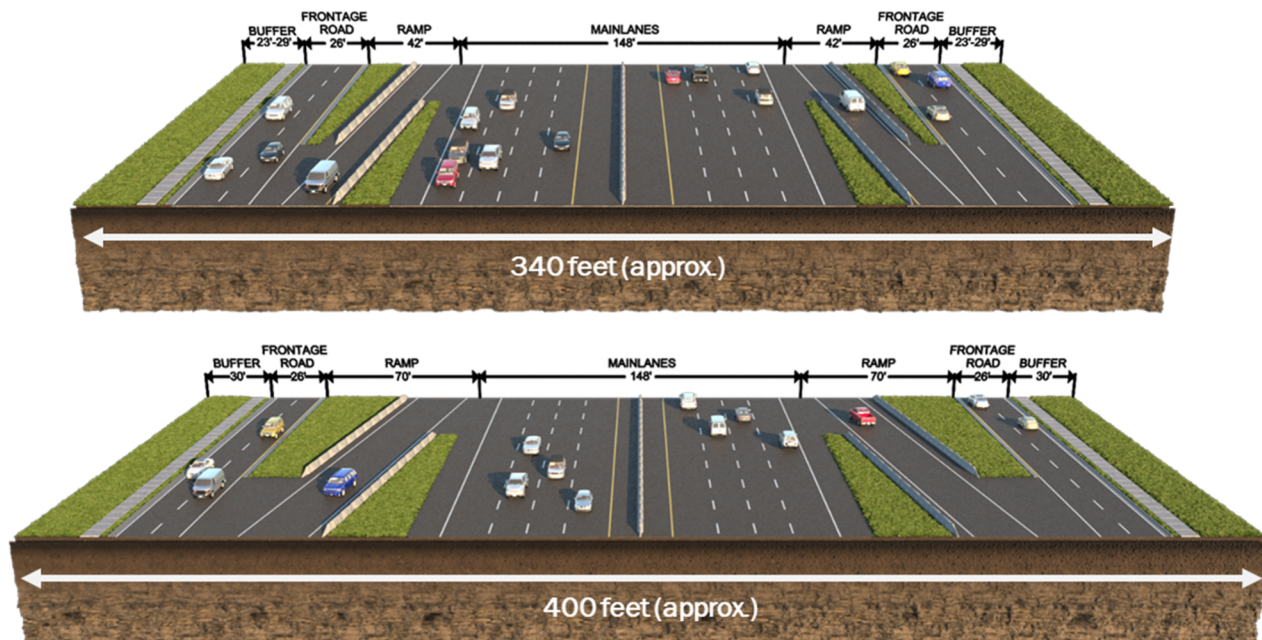 BUFFER
23'-29'
FRONTAGE
ROAD
26'
RAMP
42'
MAINLANES
148'
RAMP
42'
FRONTAGE
ROAD
26'
BUFFER
23'-29'
340 feet (approx.)
BUFFER
30'
FRONTAGE
ROAD
26'
RAMP
70'
MAINLANES
148'
RAMP
70'
FRONTAGE
ROAD
26'
BUFFER
30'
400 feet (approx.)